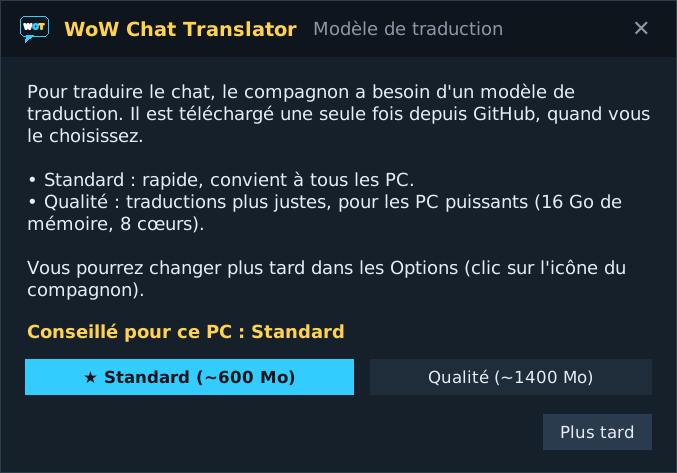 WOT
WoW Chat Translator
Modèle de traduction
✕
Pour traduire le chat, le compagnon a besoin d'un modèle de
traduction. Il est téléchargé une seule fois depuis GitHub, quand vous
le choisissez.
• Standard : rapide, convient à tous les PC.
• Qualité : traductions plus justes, pour les PC puissants (16 Go de
mémoire, 8 cœurs).
Vous pourrez changer plus tard dans les Options (clic sur l'icône du
compagnon).
Conseillé pour ce PC : Standard
★ Standard (~600 Mo)
Qualité (~1400 Mo)
Plus tard